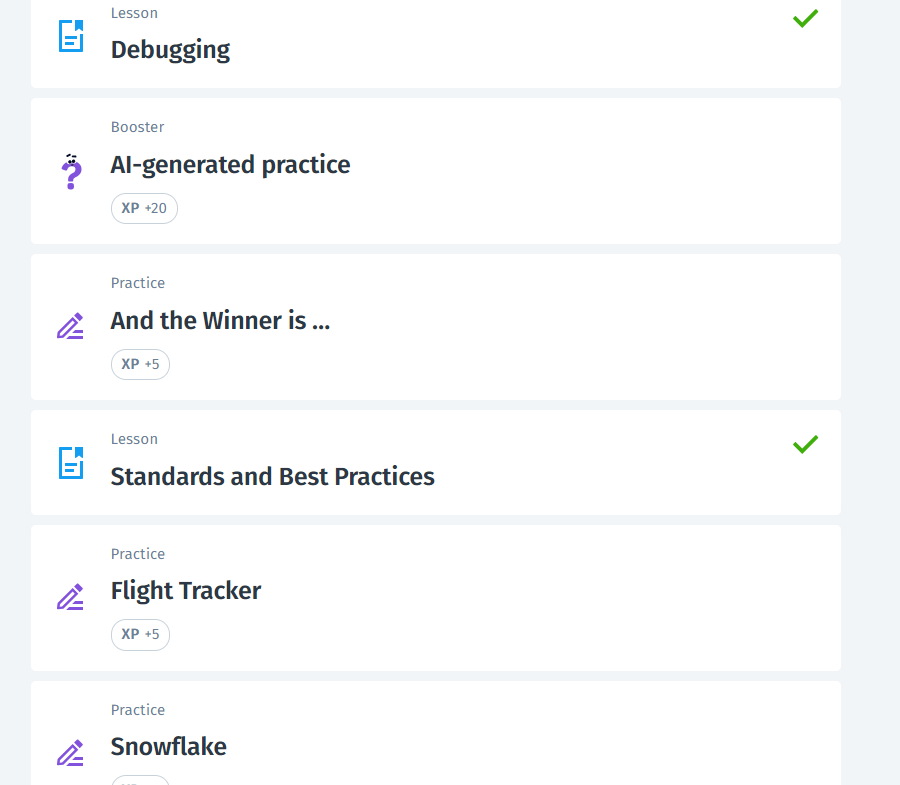 Lesson
Debugging
Booster
AI-generated practice
XP +20
Practice
And the Winner is ...
XP +5
Lesson
Standards and Best Practices
Practice
Flight Tracker
XP +5
Practice
Snowflake